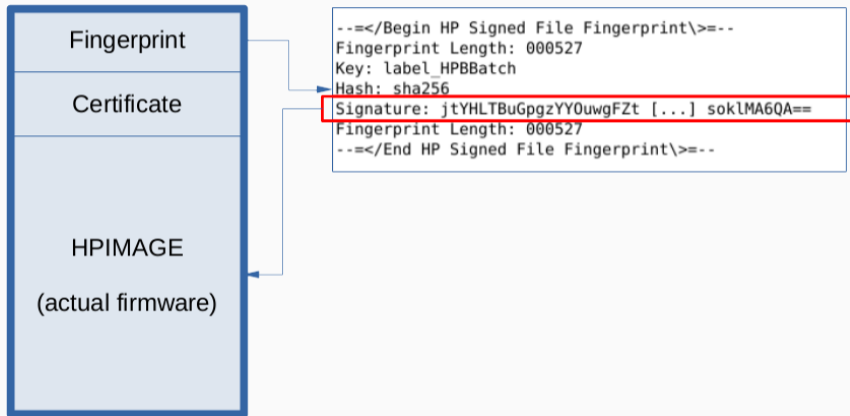 Fingerprint
Certificate
HPIMAGE
(actual firmware)
--=</Begin HP Signed File Fingerprint\>=--
Fingerprint Length: 000527
Key: label_HPBBatch
Hash: sha256
Signature: jtYHLTBuGpgzYYOuwgFZt [...] soklMA6QA==
Fingerprint Length: 000527
--=</End HP Signed File Fingerprint\>=--